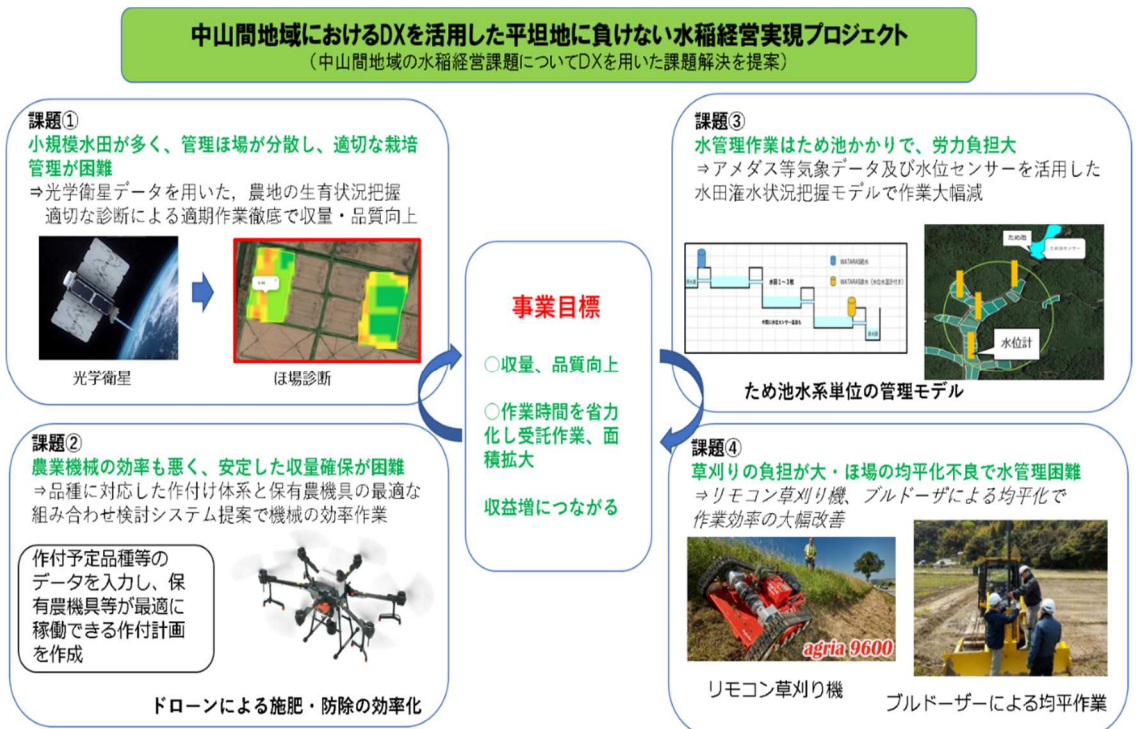 中山間地域におけるDXを活用した平坦地に負けない水稲経営実現プロジェクト
（中山間地域の水稲経営課題についてDXを用いた課題解決を提案）
課題①
小規模水田が多く、管理ほ場が分散し、適切な栽培
管理が困難
⇒光学衛星データを用いた，農地の生育状況把握
適切な診断による適期作業徹底で収量・品質向上
光学衛星
ほ場診断
課題②
農業機械の効率も悪く、安定した収量確保が困難
⇒品種に対応した作付け体系と保有農機具の最適な
組み合わせ検討システム提案で機械の効率作業
作付予定品種等の
データを入力し、保
有農機具等が最適に
稼働できる作付計画
を作成
ドローンによる施肥・防除の効率化
事業目標
○収量、品質向上
○作業時間を省力
化し受託作業、面
積拡大
収益増につながる
課題③
水管理作業はため池かかりで、労力負担大
⇒アメダス等気象データ及び水位センサーを活用した
水田潅水状況把握モデルで作業大幅減
WATARAS給水
水田１～３枚
ため池
水位計
ため池水系単位の管理モデル
課題④
草刈りの負担が大・ほ場の均平化不良で水管理困難
⇒リモコン草刈り機、ブルドーザによる均平化で
作業効率の大幅改善
agria 9600
リモコン草刈り機
ブルドーザーによる均平作業